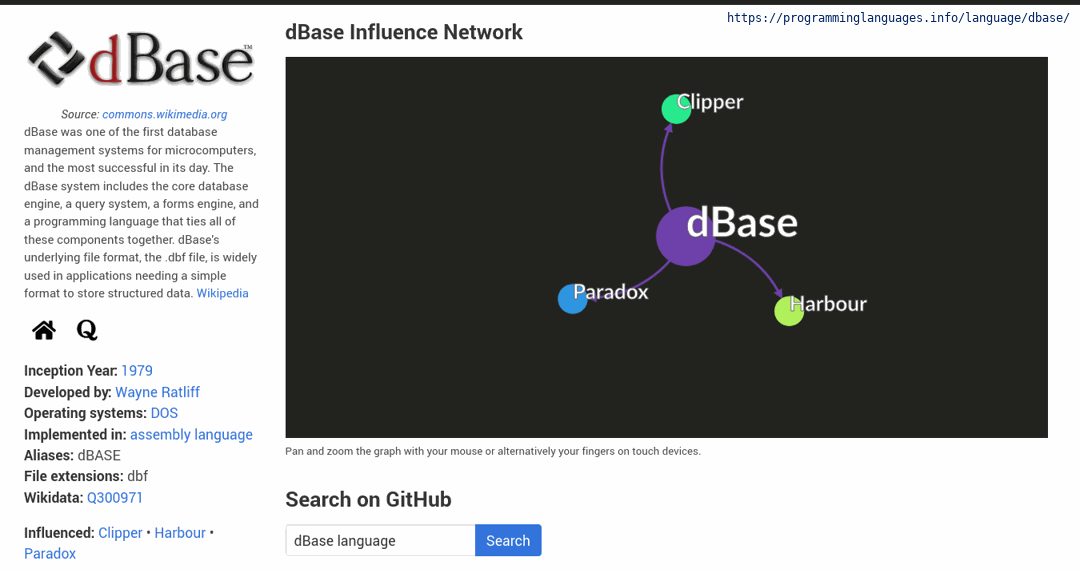 https://programminglanguages.info/language/dbase/
dBase™
Source: commons.wikimedia.org
dBase was one of the first database
management systems for microcomputers,
and the most successful in its day. The
dBase system includes the core database
engine, a query system, a forms engine, and
a programming language that ties all of
these components together. dBase's
underlying file format, the .dbf file, is widely
used in applications needing a simple
format to store structured data. Wikipedia
Q
Inception Year: 1979
Developed by: Wayne Ratliff
Operating systems: DOS
Implemented in: assembly language
Aliases: dBASE
File extensions: dbf
Wikidata: Q300971
Influenced: Clipper • Harbour •
Paradox
dBase Influence Network
Clipper
dBase
Paradox
Harbour
Pan and zoom the graph with your mouse or alternatively your fingers on touch devices.
Search on GitHub
dBase language
Search